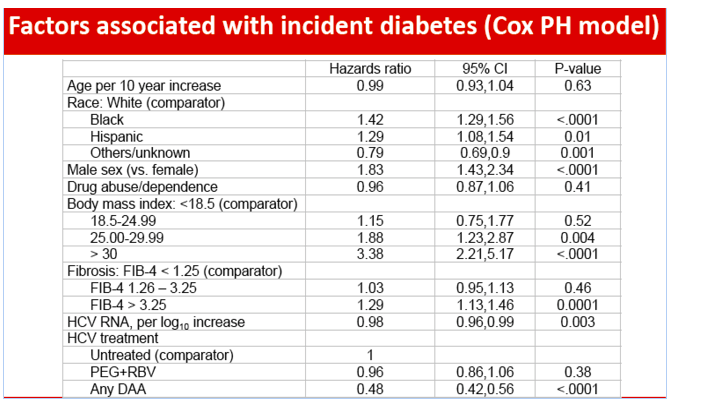 Factors associated with incident diabetes (Cox PH model)
Hazards ratio 95% CI P-value
Age per 10 year increase 0.99 0.93,1.04 0.63
Race: White (comparator)
Black 1.42 1.29,1.56 <.0001
Hispanic 1.29 1.08,1.54 0.01
Others/unknown 0.79 0.69,0.9 0.001
Male sex (vs. female) 1.83 1.43,2.34 <.0001
Drug abuse/dependence 0.96 0.87,1.06 0.41
Body mass index: <18.5 (comparator)
18.5-24.99 1.15 0.75,1.77 0.52
25.00-29.99 1.88 1.23,2.87 0.004
> 30 3.38 2.21,5.17 <.0001
Fibrosis: FIB-4 < 1.25 (comparator)
FIB-4 1.26 – 3.25 1.03 0.95,1.13 0.46
FIB-4 > 3.25 1.29 1.13,1.46 0.0001
HCV RNA, per log₁₀ increase 0.98 0.96,0.99 0.003
HCV treatment
Untreated (comparator) 1
PEG+RBV 0.96 0.86,1.06 0.38
Any DAA 0.48 0.42,0.56 <.0001